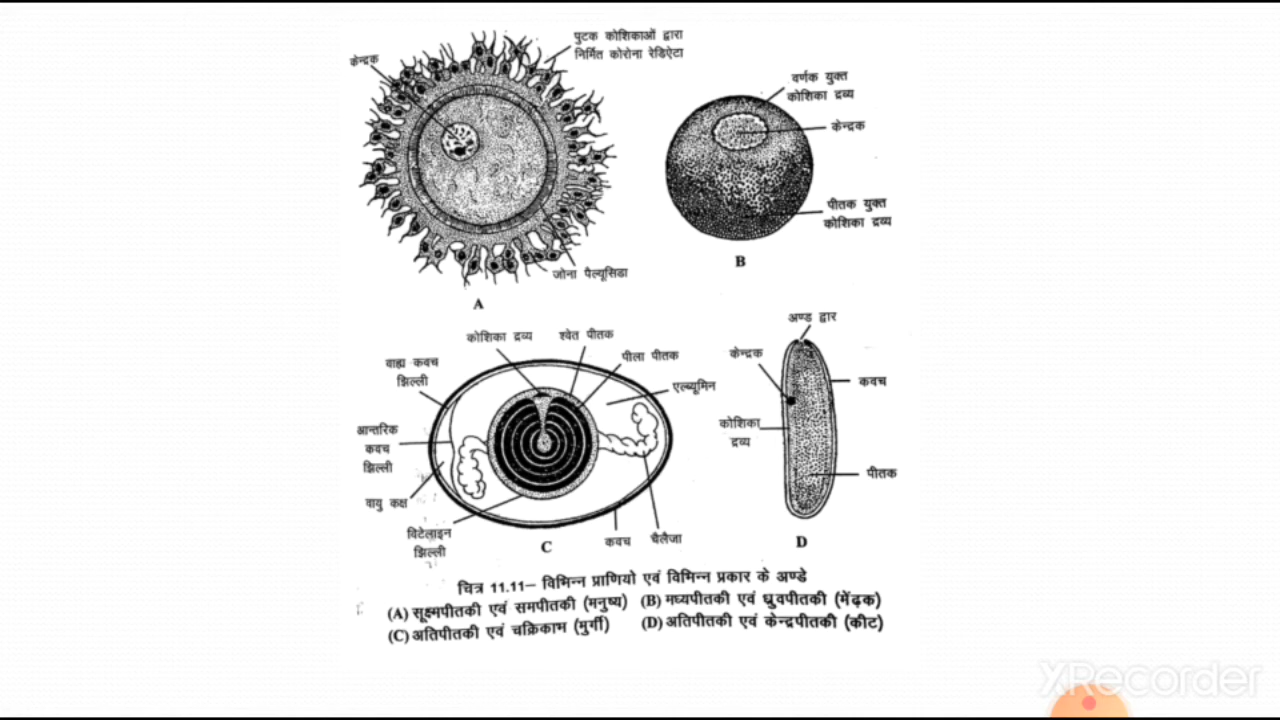 पुटक कोशिकाओं द्वारा
निर्मित कोरोना रेडिऐटा
केन्द्रक
जोना पैल्यूसिडा
A
वर्णक युक्त
कोशिका द्रव्य
केन्द्रक
पीतक युक्त
कोशिका द्रव्य
B
कोशिका द्रव्य
श्वेत पीतक
पीला पीतक
वाह्य कवच
झिल्ली
एल्ब्यूमिन
आन्तरिक
कवच
झिल्ली
वायु कक्ष
विटेलाइन
झिल्ली
कवच
चैलैजा
C
अण्ड द्वार
केन्द्रक
कवच
कोशिका
द्रव्य
पीतक
D
चित्र 11.11– विभिन्न प्राणियो एवं विभिन्न प्रकार के अण्डे
(A) सूक्ष्मपीतकी एवं समपीतकी (मनुष्य) (B) मध्यपीतकी एवं ध्रुवपीतकी (मेंढ़क)
(C) अतिपीतकी एवं चक्रिकाभ (मुर्गी) (D) अतिपीतकी एवं केन्द्रपीतकी (कीट)
XRecorder